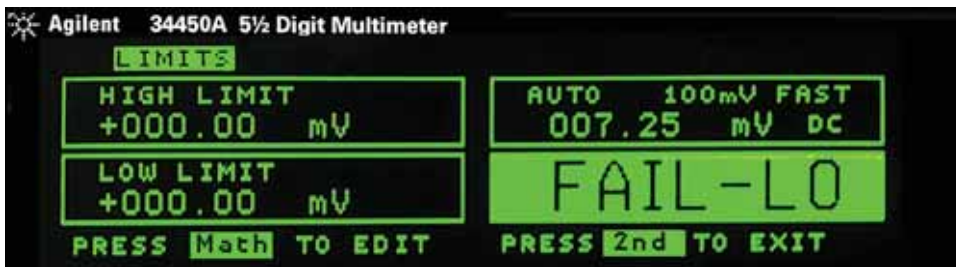 Agilent 34450A 5½ Digit Multimeter
LIMITS
HIGH LIMIT
+000.00 mV
LOW LIMIT
+000.00 mV
PRESS Math TO EDIT
AUTO 100mV FAST
007.25 mV DC
FAIL-LO
PRESS 2nd TO EXIT